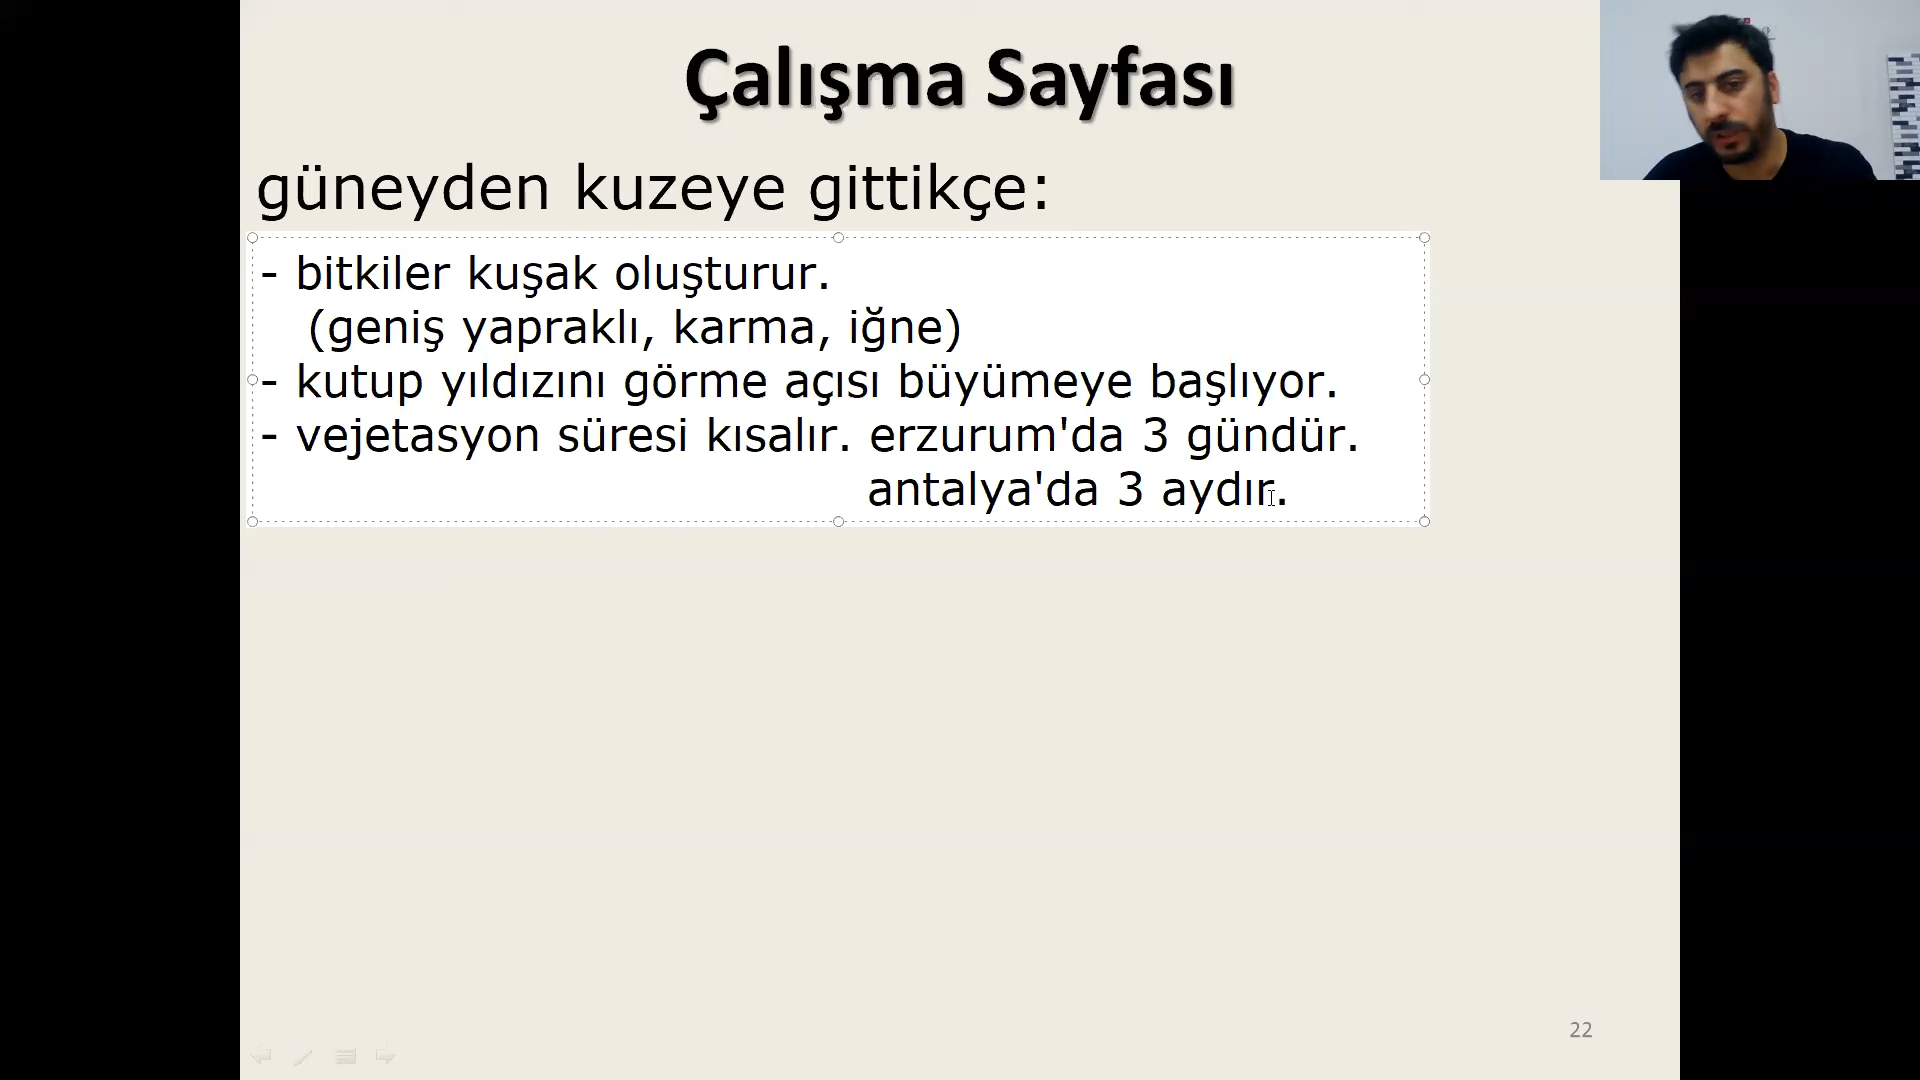 Çalışma Sayfası
güneyden kuzeye gittikçe:
- bitkiler kuşak oluşturur.
(geniş yapraklı, karma, iğne)
- kutup yıldızını görme açısı büyümeye başlıyor.
- vejetasyon süresi kısalır. erzurum'da 3 gündür.
antalya'da 3 aydır.
22